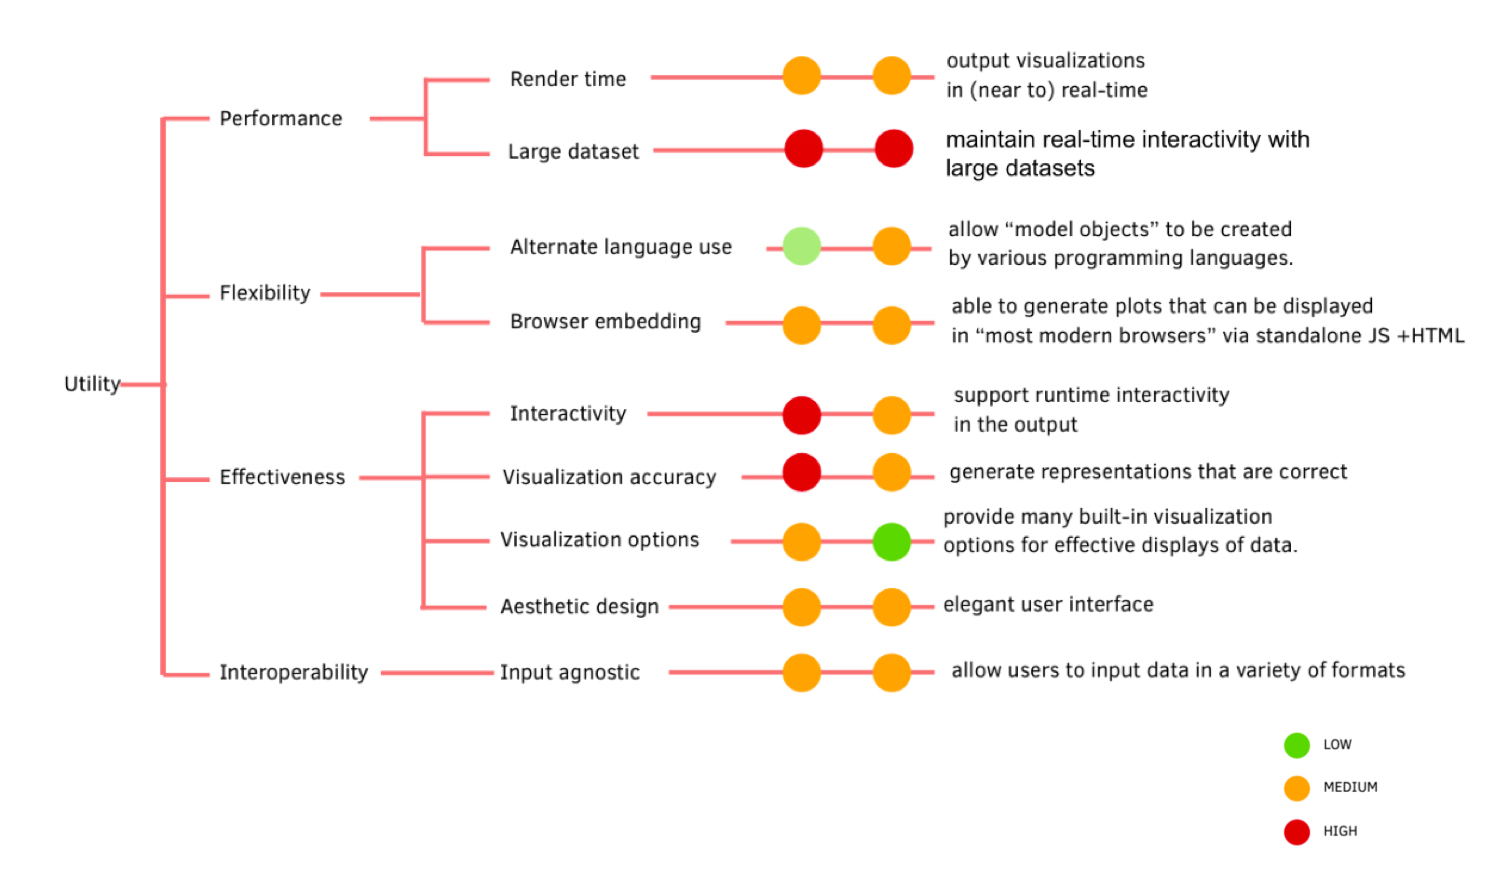 Utility
Performance
Render time
output visualizations
in (near to) real-time
Large dataset
maintain real-time interactivity with
large datasets
Flexibility
Alternate language use
allow “model objects” to be created
by various programming languages.
Browser embedding
able to generate plots that can be displayed
in “most modern browsers” via standalone JS +HTML
Effectiveness
Interactivity
support runtime interactivity
in the output
Visualization accuracy
generate representations that are correct
Visualization options
provide many built-in visualization
options for effective displays of data.
Aesthetic design
elegant user interface
Interoperability
Input agnostic
allow users to input data in a variety of formats
LOW
MEDIUM
HIGH